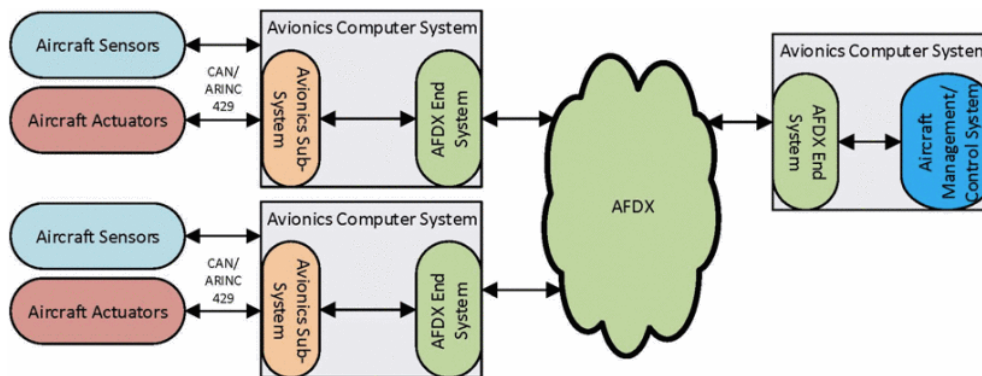 Aircraft Sensors
CAN/
ARINC
429
Aircraft Actuators
Avionics Computer System
Avionics Sub-
System
AFDX End
System
Aircraft Sensors
CAN/
ARINC
429
Aircraft Actuators
Avionics Computer System
Avionics Sub-
System
AFDX End
System
AFDX
Avionics Computer System
AFDX End
System
Aircraft
Management/
Control System